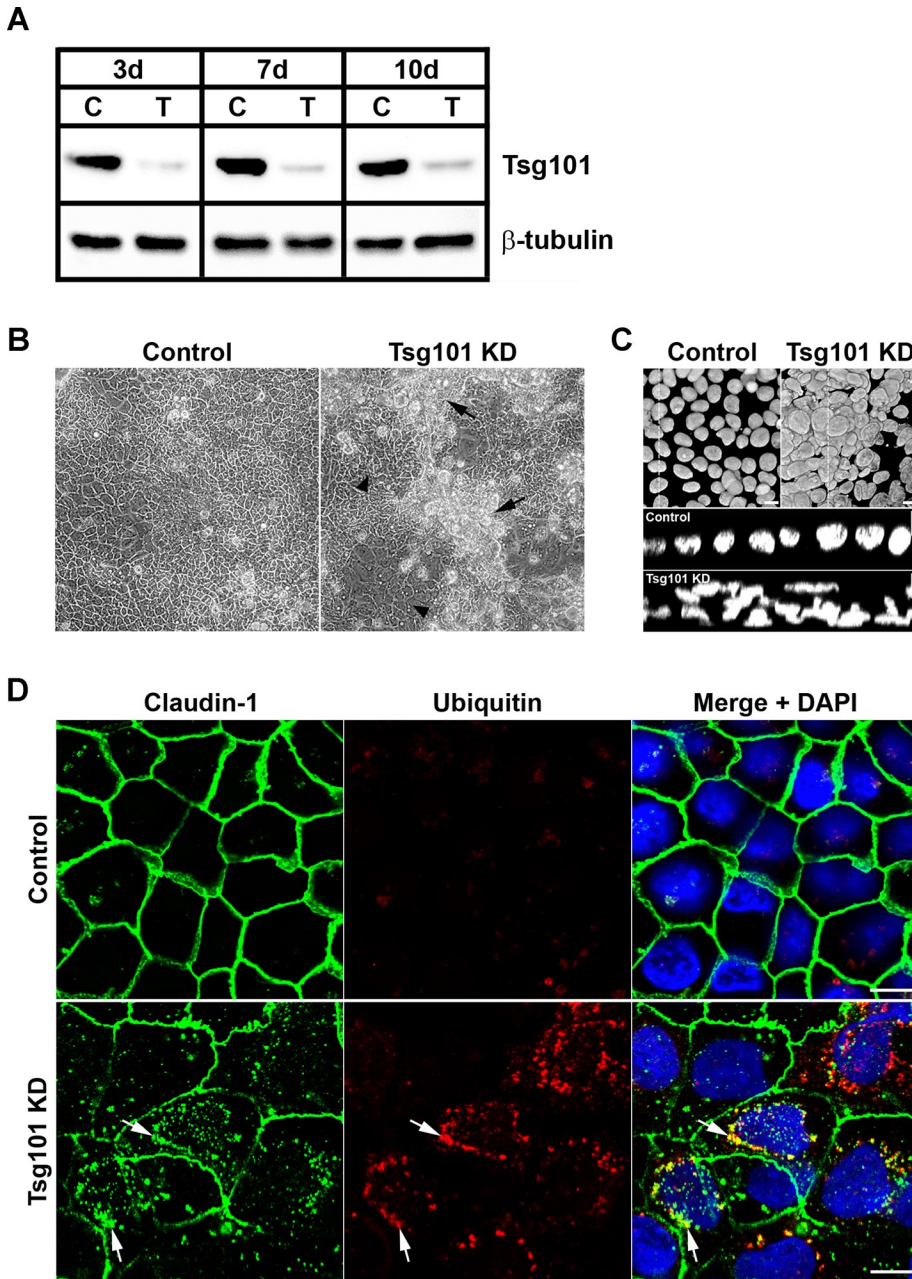 A
3d 7d 10d
C T C T C T
Tsg101
β-tubulin
B
Control Tsg101 KD
C
Control Tsg101 KD
Control
Tsg101 KD
D
Claudin-1 Ubiquitin Merge + DAPI
Control
Tsg101 KD